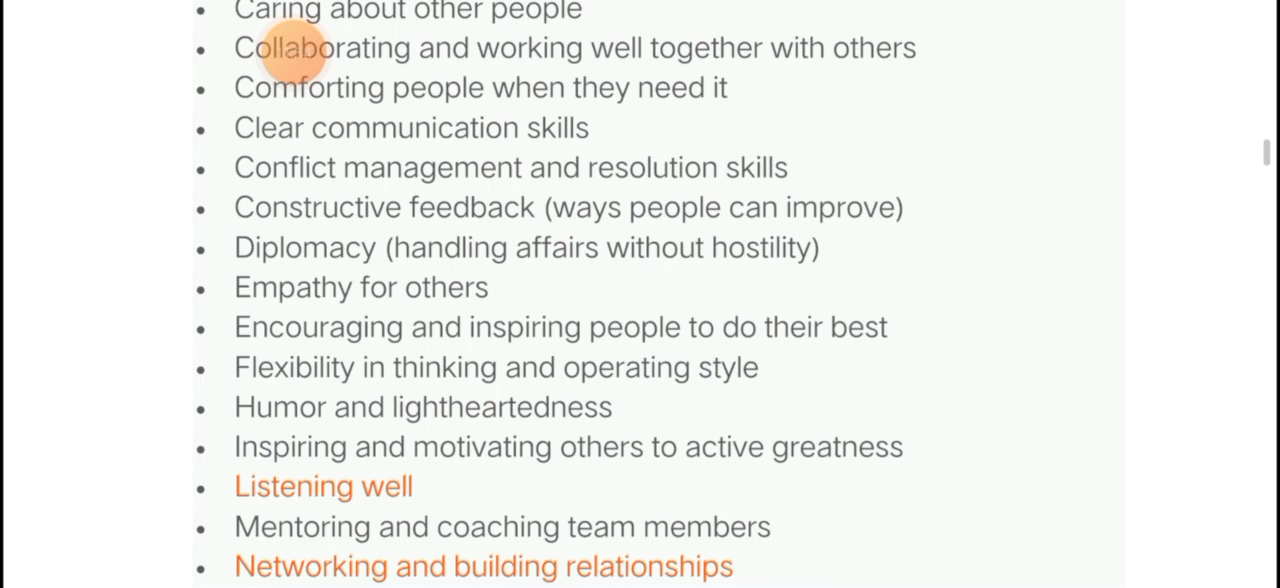 • Caring about other people
• Collaborating and working well together with others
• Comforting people when they need it
• Clear communication skills
• Conflict management and resolution skills
• Constructive feedback (ways people can improve)
• Diplomacy (handling affairs without hostility)
• Empathy for others
• Encouraging and inspiring people to do their best
• Flexibility in thinking and operating style
• Humor and lightheartedness
• Inspiring and motivating others to active greatness
• Listening well
• Mentoring and coaching team members
• Networking and building relationships